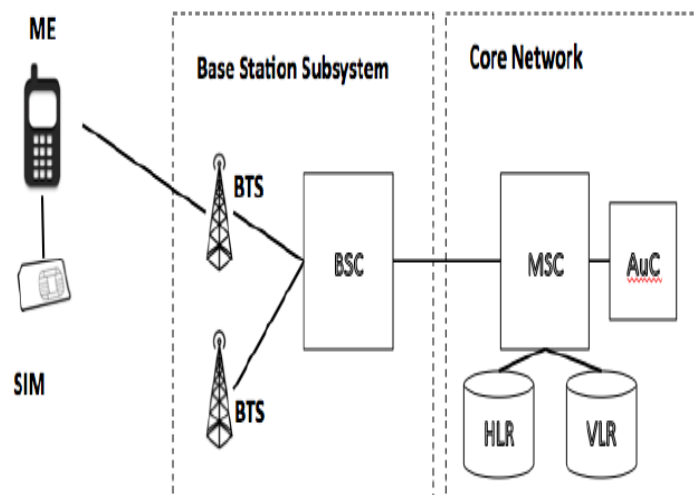 ME
Base Station Subsystem
Core Network
BTS
BSC
MSC
AuC
SIM
BTS
HLR
VLR